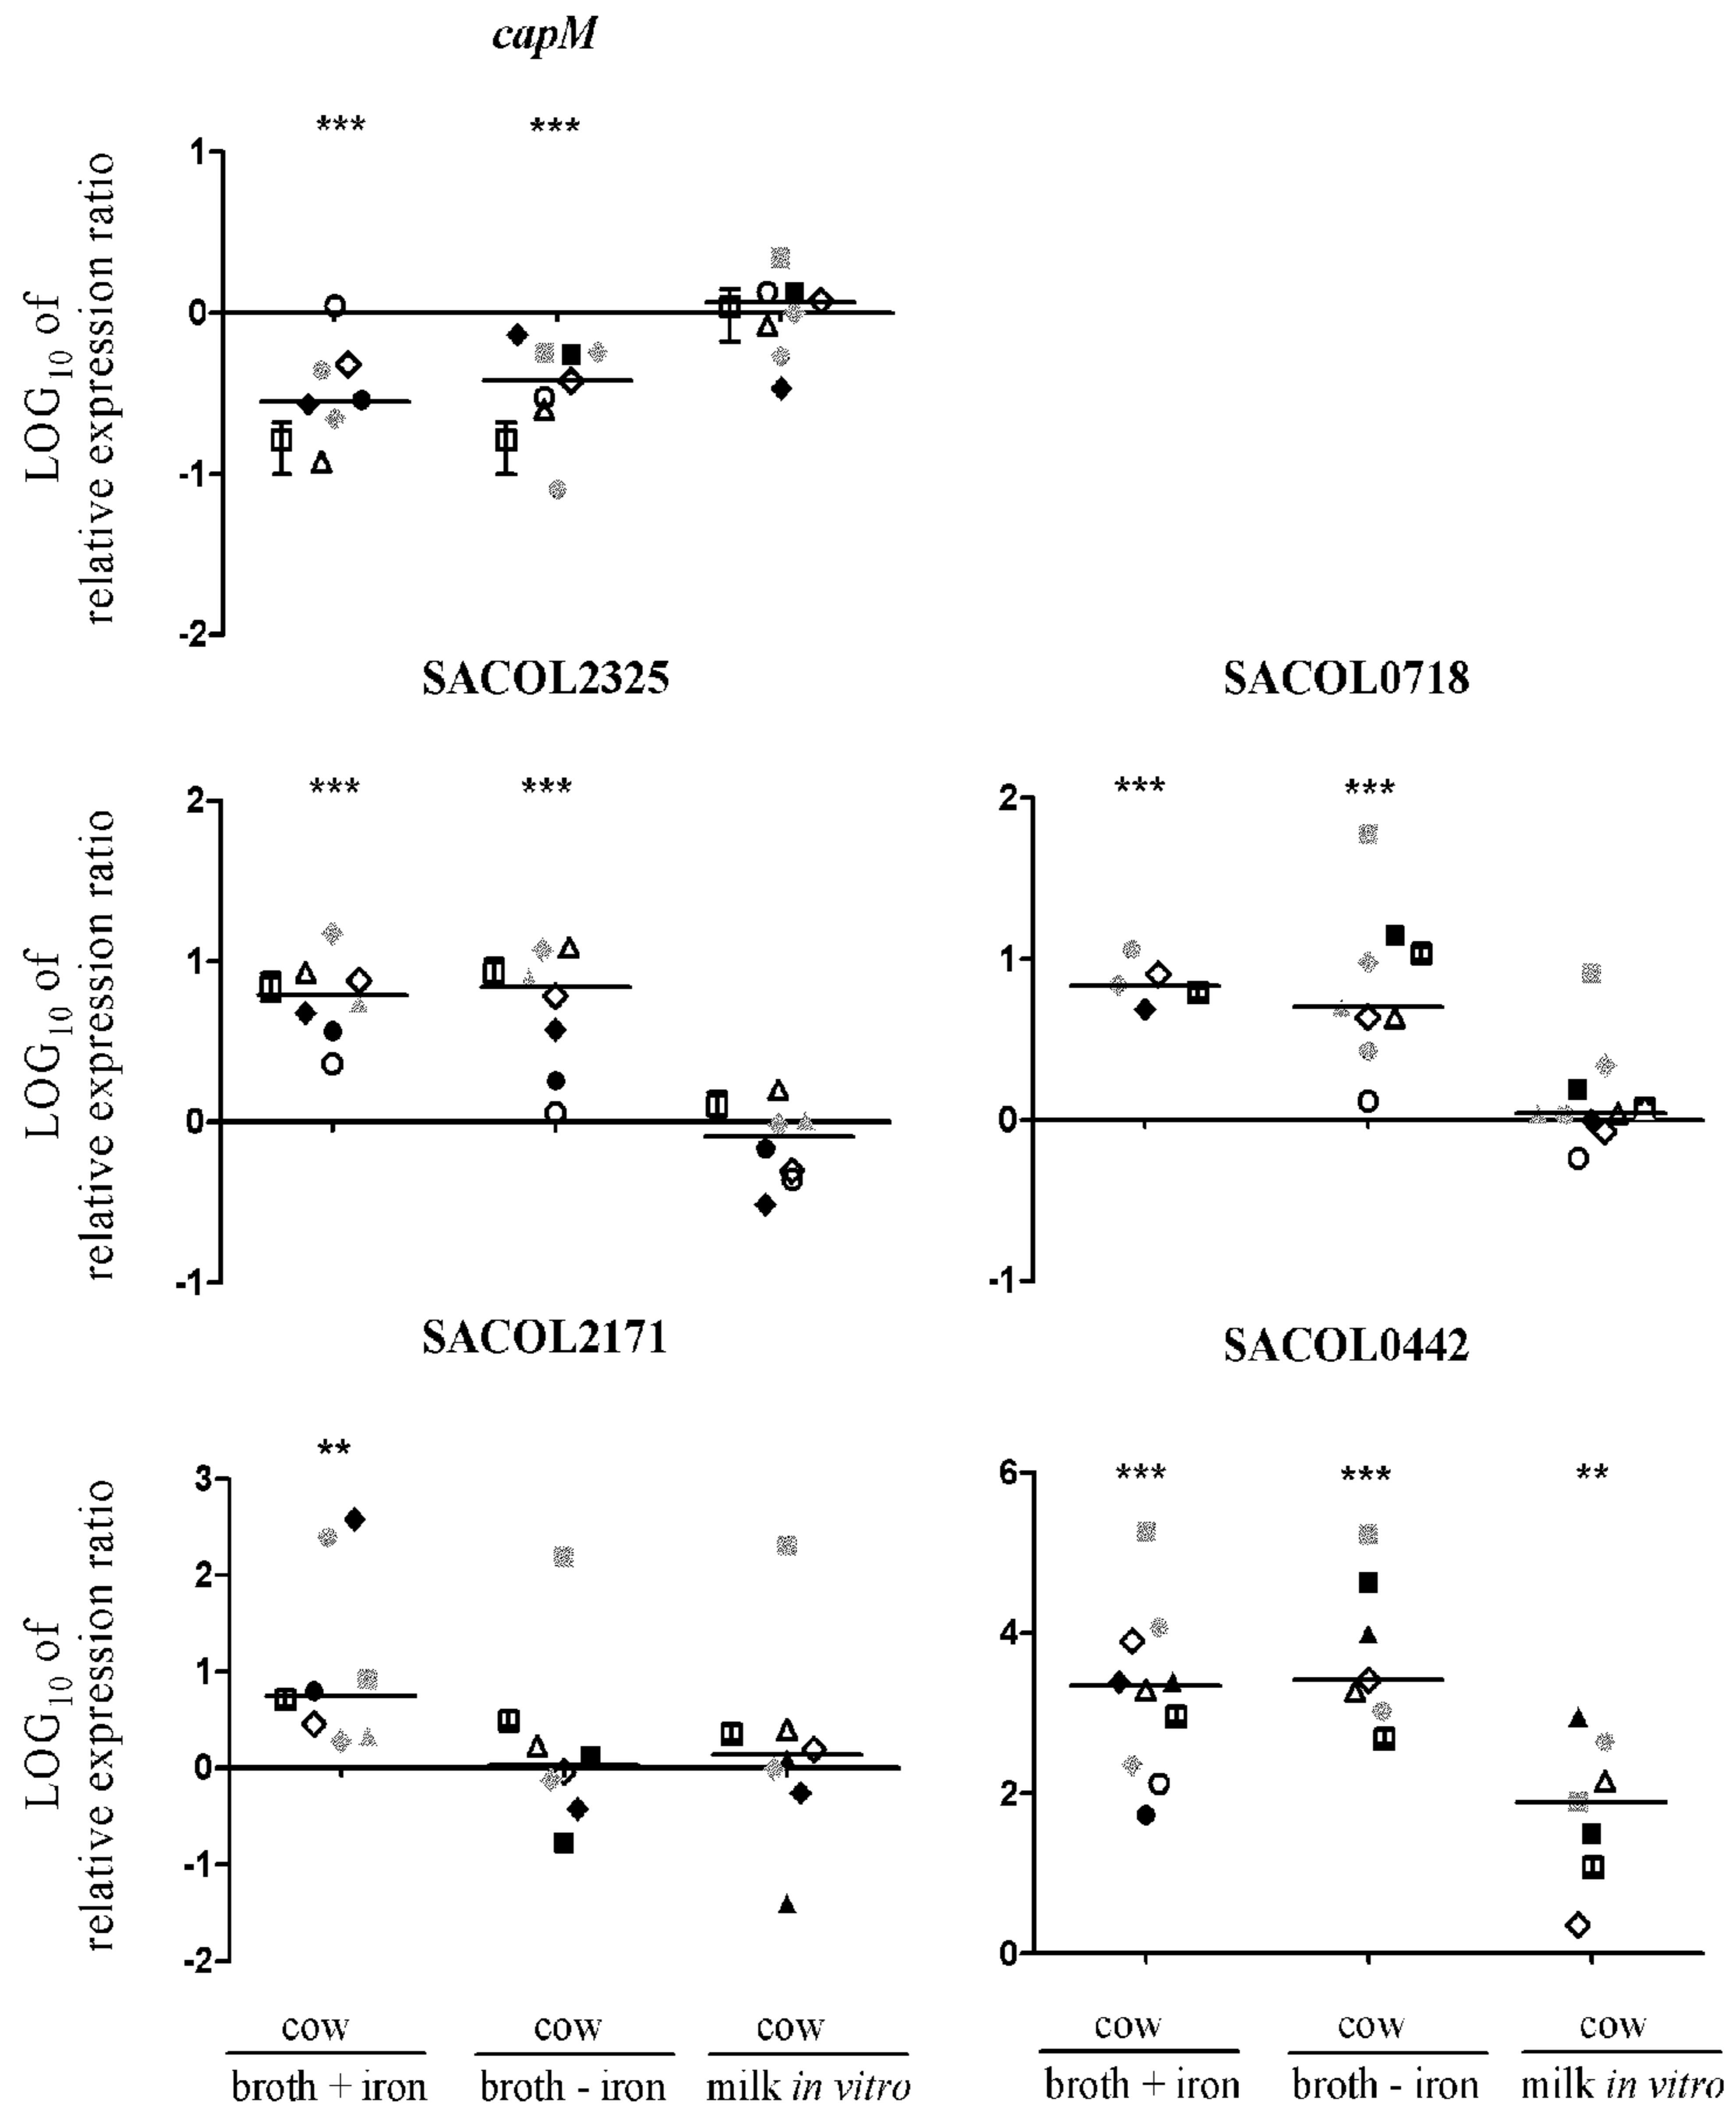 capM
*** ***
LOG10 of
relative expression ratio
1
0
-1
-2
SACOL2325 SACOL0718
*** ***
LOG10 of
relative expression ratio
2
1
0
-1
*** ***
2
1
0
-1
SACOL2171 SACOL0442
**
LOG10 of
relative expression ratio
3
2
1
0
-1
-2
*** *** **
6
4
2
0
cow cow cow cow cow cow
broth + iron broth - iron milk in vitro broth + iron broth - iron milk in vitro